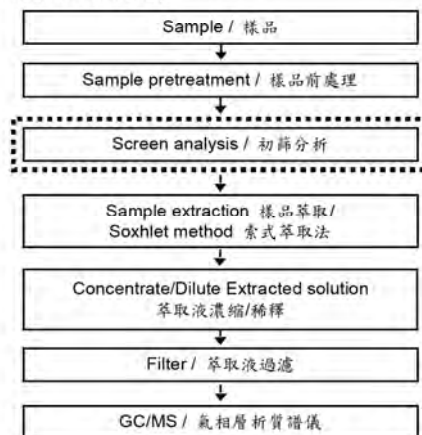 Sample / 樣品
Sample pretreatment / 樣品前處理
Screen analysis / 初篩分析
Sample extraction 樣品萃取/
Soxhlet method 索式萃取法
Concentrate/Dilute Extracted solution
萃取液濃縮/稀釋
Filter / 萃取液過濾
GC/MS / 氣相層析質譜儀